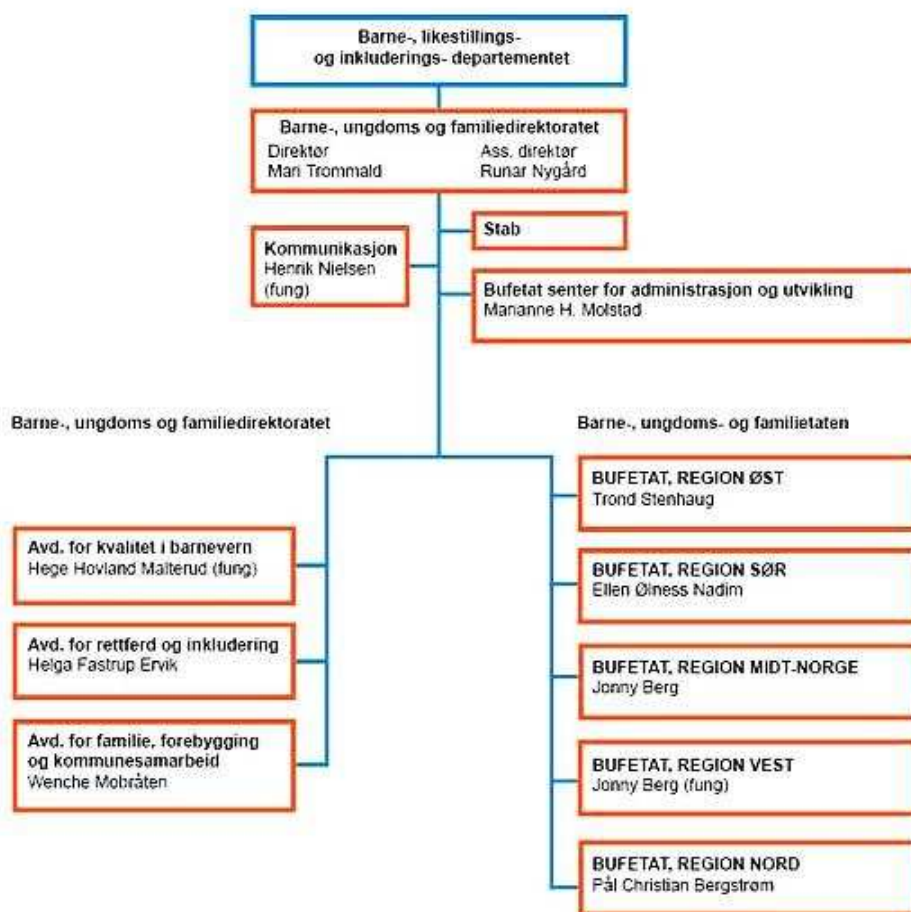 Barne-, likestillings-
og inkluderings- departementet
Barne-, ungdoms og familiedirektoratet
Direktør
Mari Trommald
Ass. direktør
Runar Nygård
Stab
Kommunikasjon
Henrik Nielsen
(fung)
Bufetat senter for administrasjon og utvikling
Marianne H. Molstad
Barne-, ungdoms og familiedirektoratet
Avd. for kvalitet i barnevern
Hege Hovland Malterud (fung)
Avd. for rettferd og inkludering
Helga Fastrup Ervik
Avd. for familie, forebygging
og kommunesamarbeid
Wenche Mobråten
Barne-, ungdoms- og familietaten
BUFETAT, REGION ØST
Trond Stenhaug
BUFETAT, REGION SØR
Ellen Ølness Nadim
BUFETAT, REGION MIDT-NORGE
Jonny Berg
BUFETAT, REGION VEST
Jonny Berg (fung)
BUFETAT, REGION NORD
Pål Christian Bergstrøm